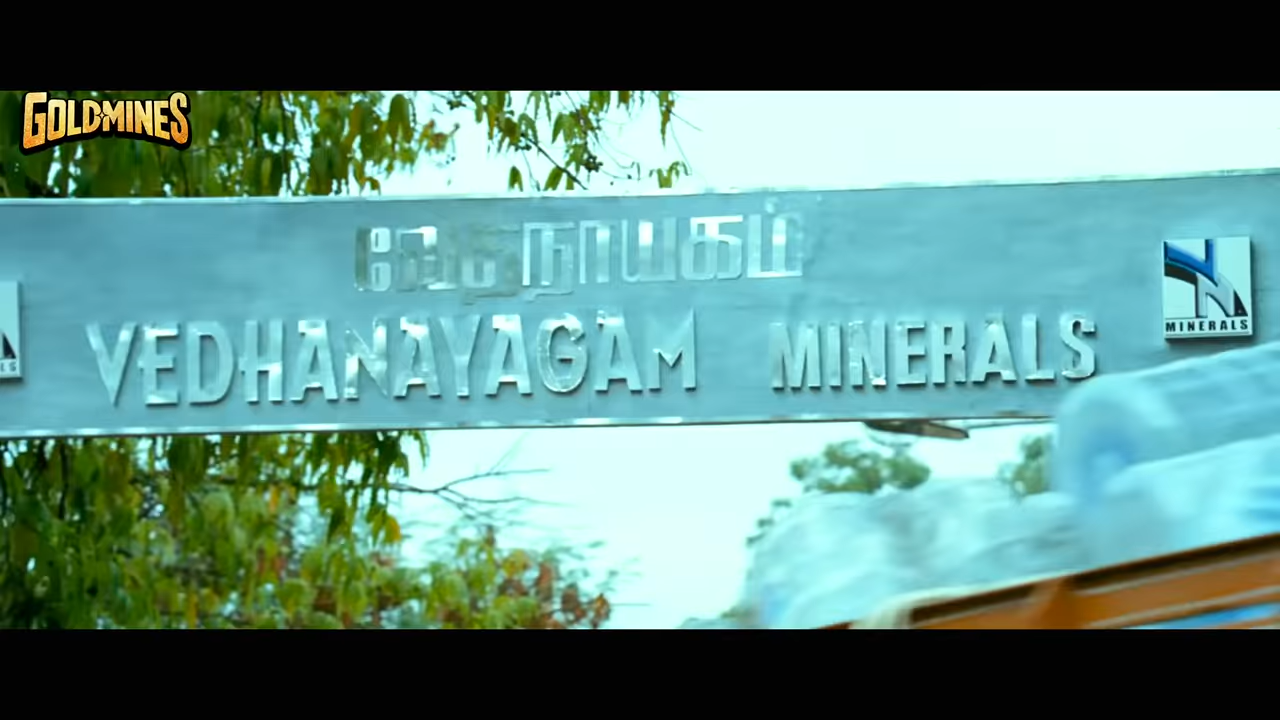 GOLDMINES
வேதநாயகம்
VEDHANAYAGAM MINERALS
MINERALS